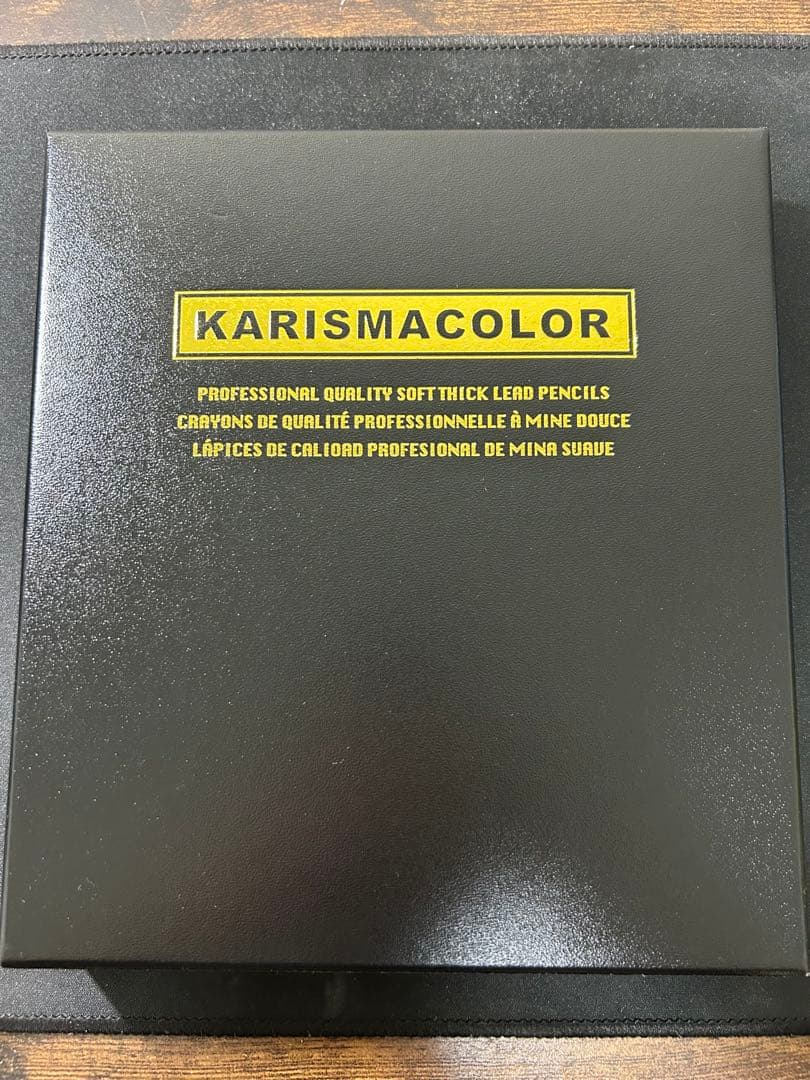 KARISMACOLOR
PROFESSIONAL QUALITY SOFT THICK LEAD PENCILS
CRAYONS DE QUALITÉ PROFESSIONNELLE À MINE DOUCE
LÁPICES DE CALIOAD PROFESIONAL DE MINA SUAVE